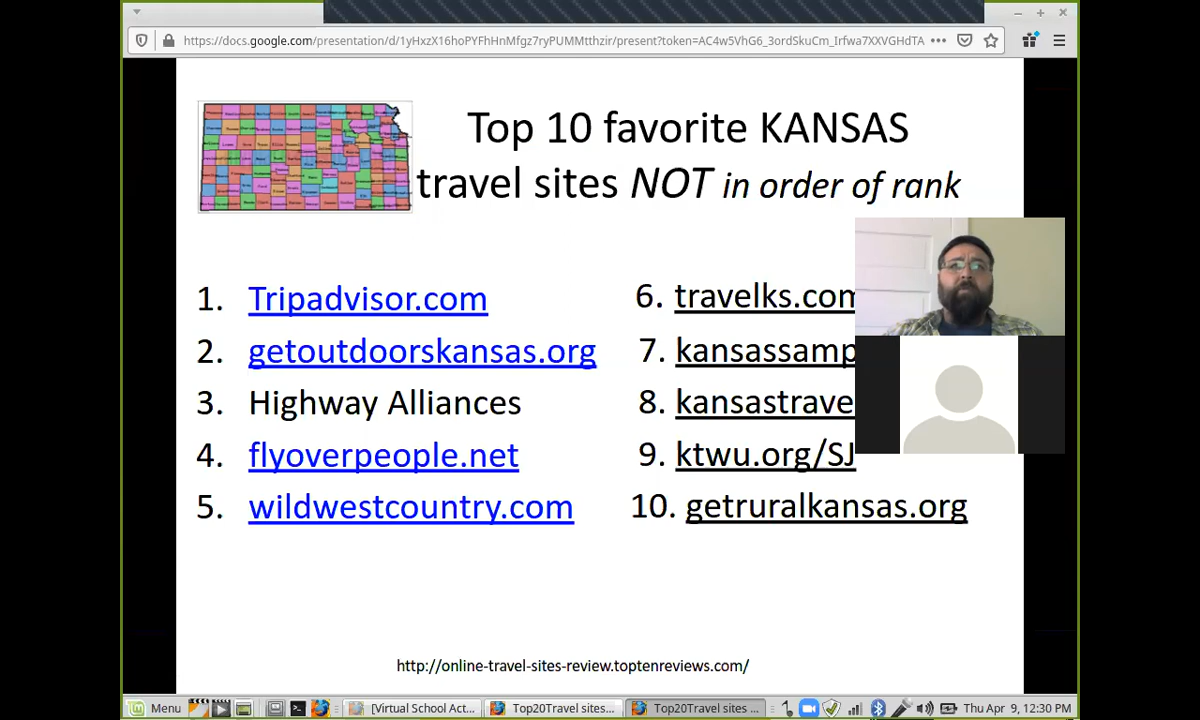 https://docs.google.com/presentation/d/1yHxzX16hoPYFhHnMfgz7ryPUMMtthzir/present?token=AC4w5VhG6_3ordSkuCm_Irfwa7XXVGHdTA
Top 10 favorite KANSAS
travel sites NOT in order of rank
1. Tripadvisor.com
2. getoutdoorskansas.org
3. Highway Alliances
4. flyoverpeople.net
5. wildwestcountry.com
6. travelks.com
7. kansassamp
8. kansastrave
9. ktwu.org/SJ
10. getruralkansas.org
http://online-travel-sites-review.toptenreviews.com/
Menu
[Virtual School Act...
Top20Travel sites...
Top20Travel sites ...
Thu Apr 9, 12:30 PM